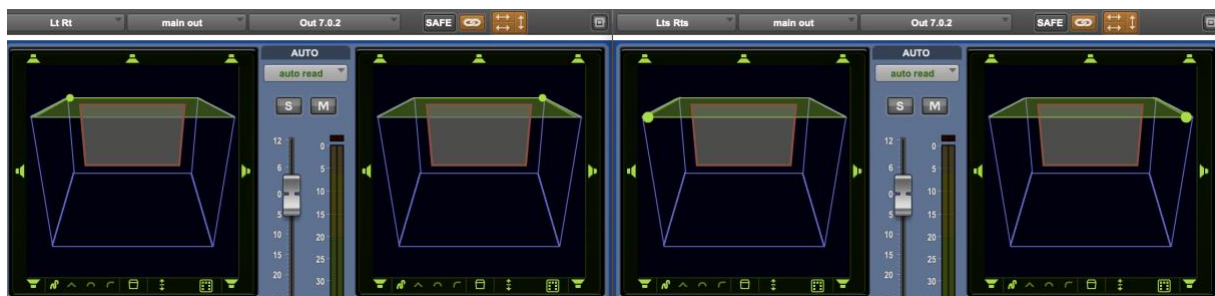 Lt Rt main out Out 7.0.2 SAFE Lts Rts main out Out 7.0.2 SAFE
AUTO AUTO
auto read auto read
S M S M
12 0 12 0
6 5 6 5
0 10 0 10
5 15 5 15
10 20 10 20
15 25 15 25
20 30 20 30